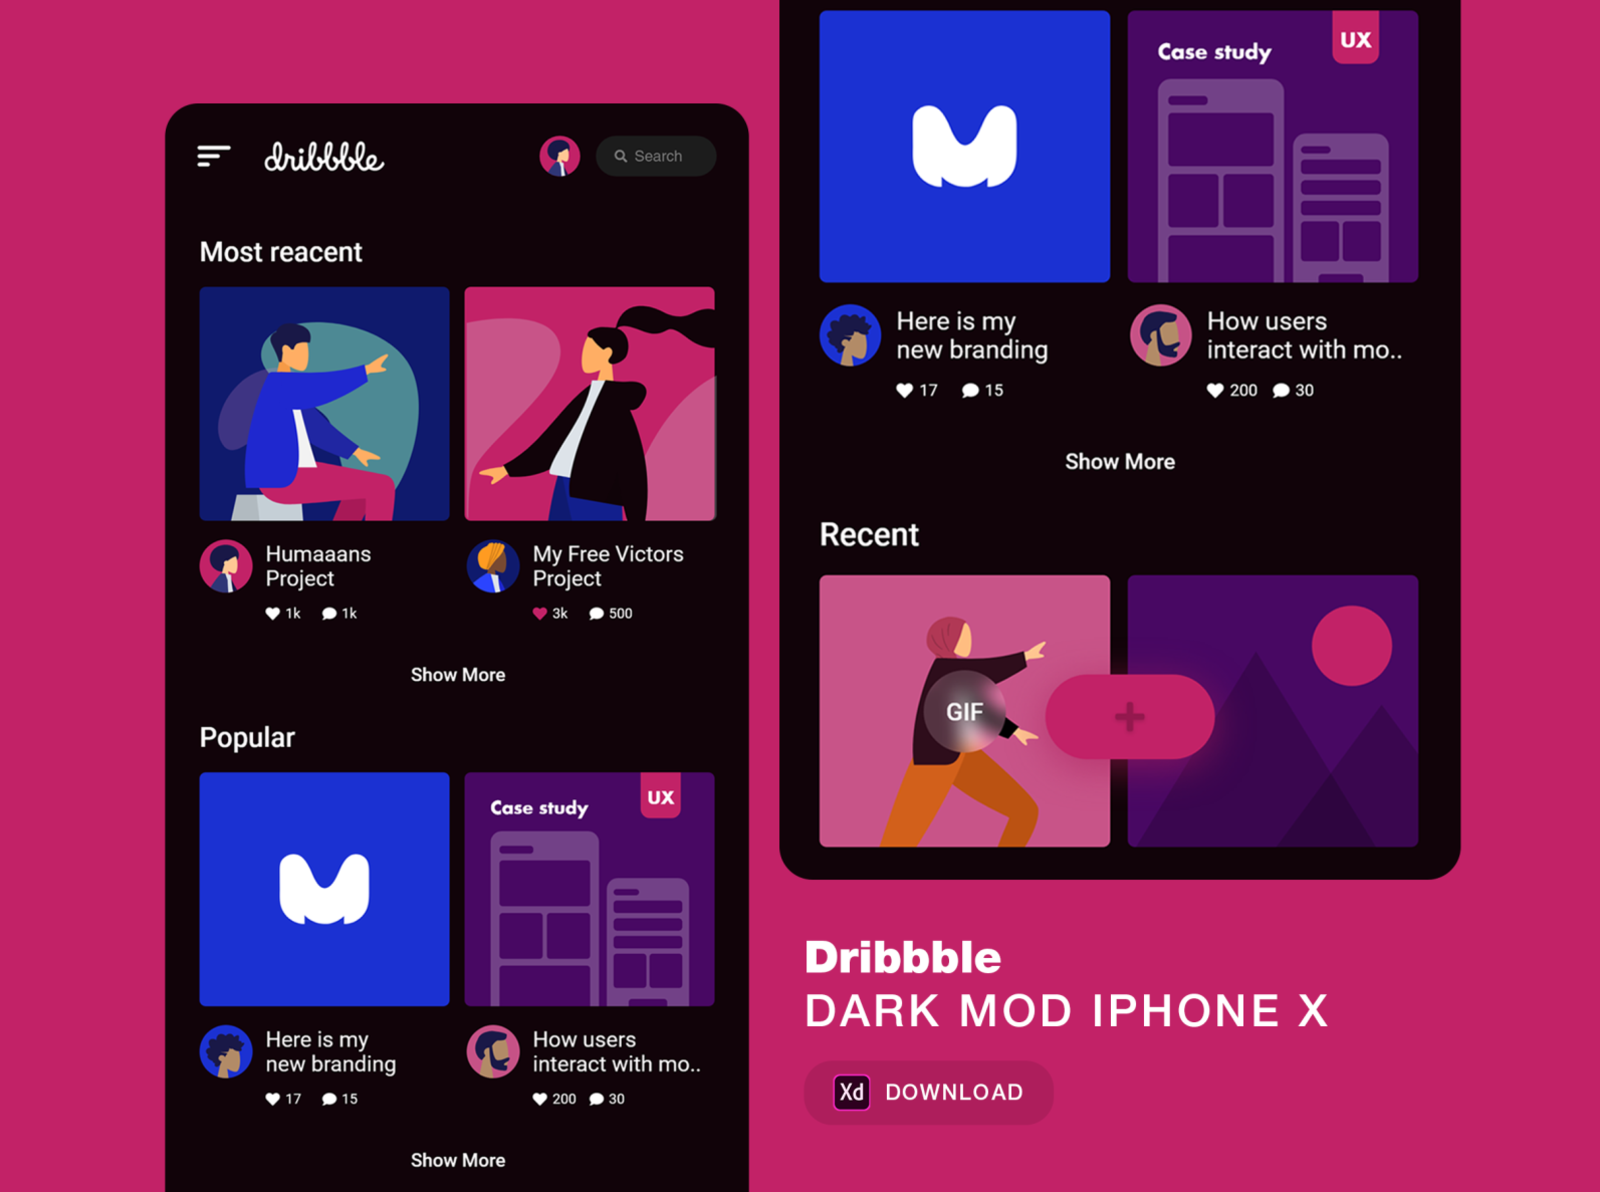 dribbble
Search
Most reacent
Humaaans
Project
1k
1k
My Free Victors
Project
3k
500
Show More
Popular
Case study
UX
Here is my
new branding
17
15
How users
interact with mo..
200
30
Show More
Case study
UX
Here is my
new branding
17
15
How users
interact with mo..
200
30
Show More
Recent
GIF
+
Dribbble
DARK MOD IPHONE X
Xd DOWNLOAD